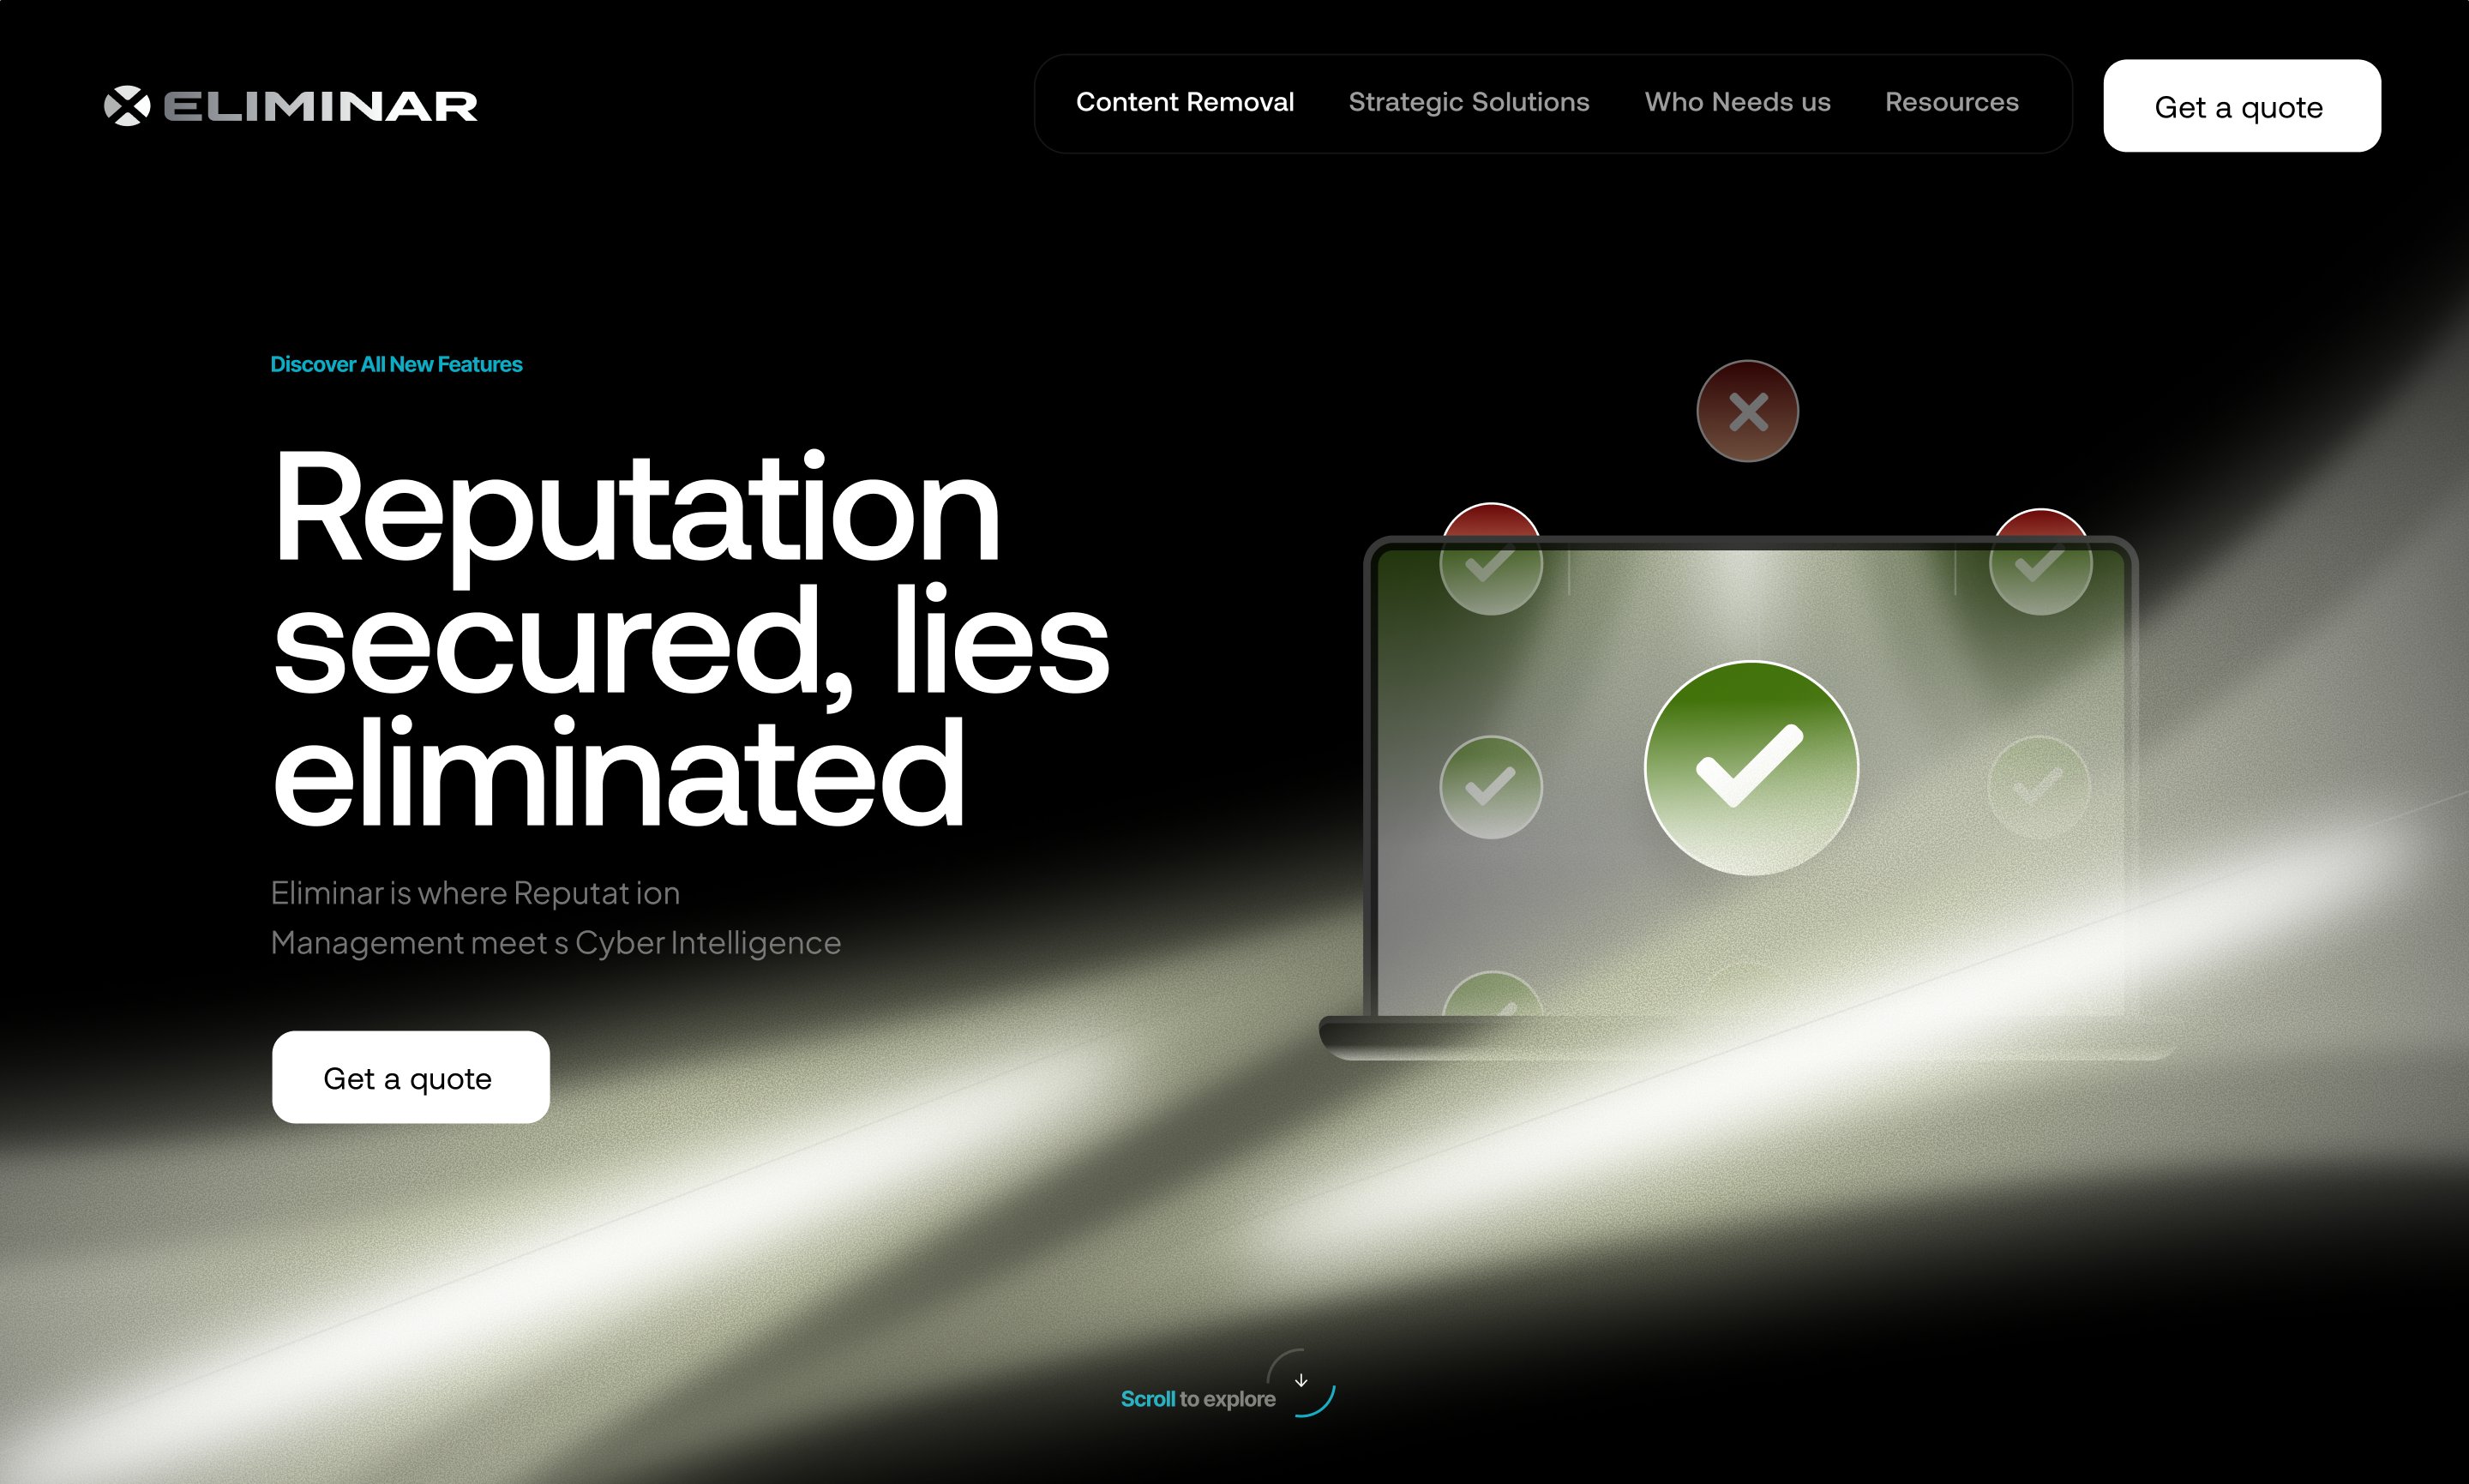 ELIMINAR
Content Removal
Strategic Solutions
Who Needs us
Resources
Get a quote
Discover All New Features
Reputation
secured, lies
eliminated
Eliminar is where Reputat ion
Management meet s Cyber Intelligence
Get a quote
Scroll to explore